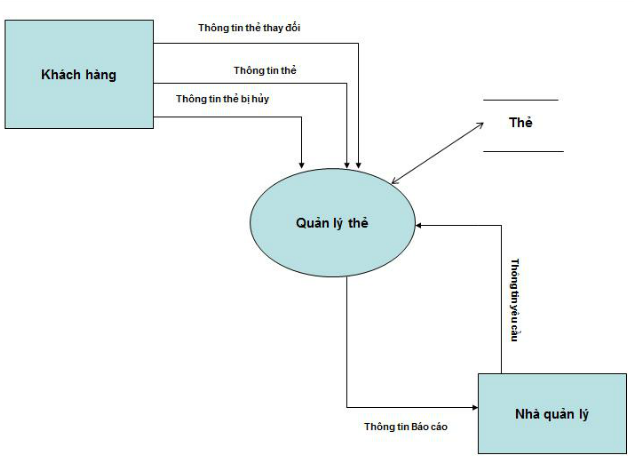 Thông tin thẻ thay đổi
Khách hàng
Thông tin thẻ
Thông tin thẻ bị hủy
Thẻ
Quản lý thẻ
Thông tin yêu cầu
Nhà quản lý
Thông tin Báo cáo